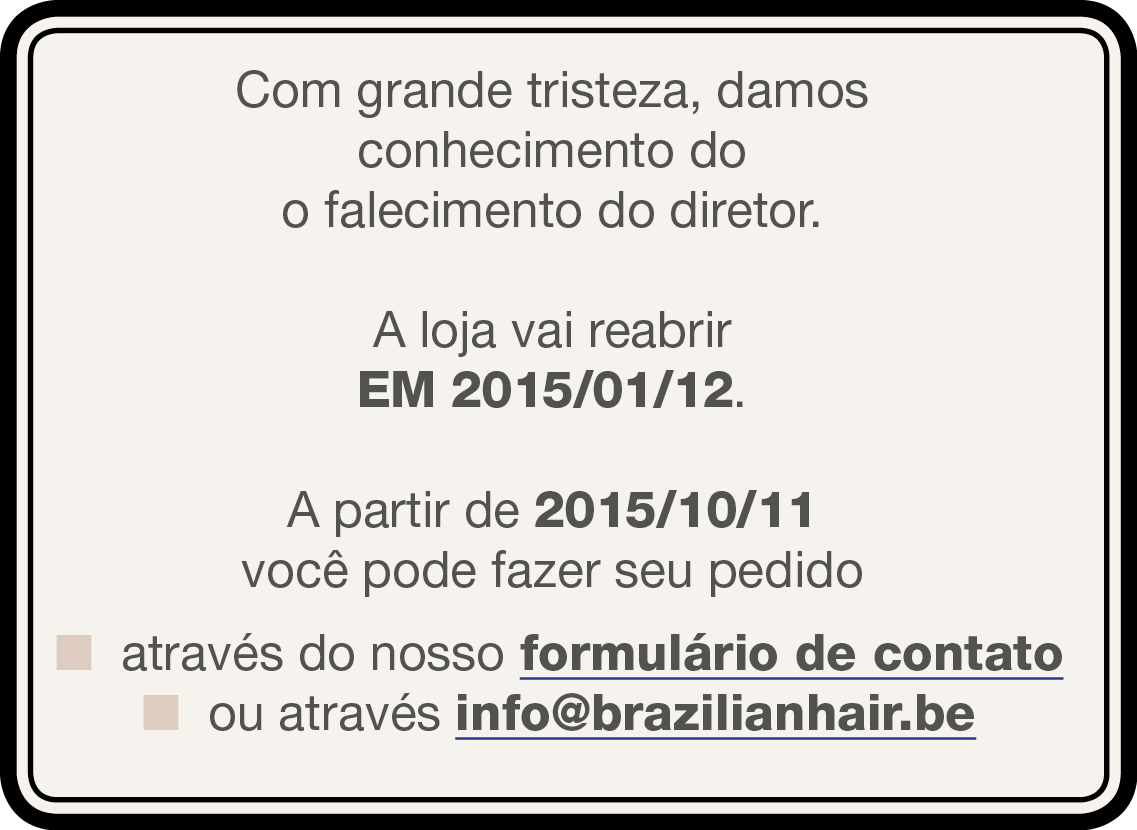 Com grande tristeza, damos
conhecimento do
o falecimento do diretor.
A loja vai reabrir
EM 2015/01/12.
A partir de 2015/10/11
você pode fazer seu pedido
através do nosso formulário de contato
ou através info@brazilianhair.be